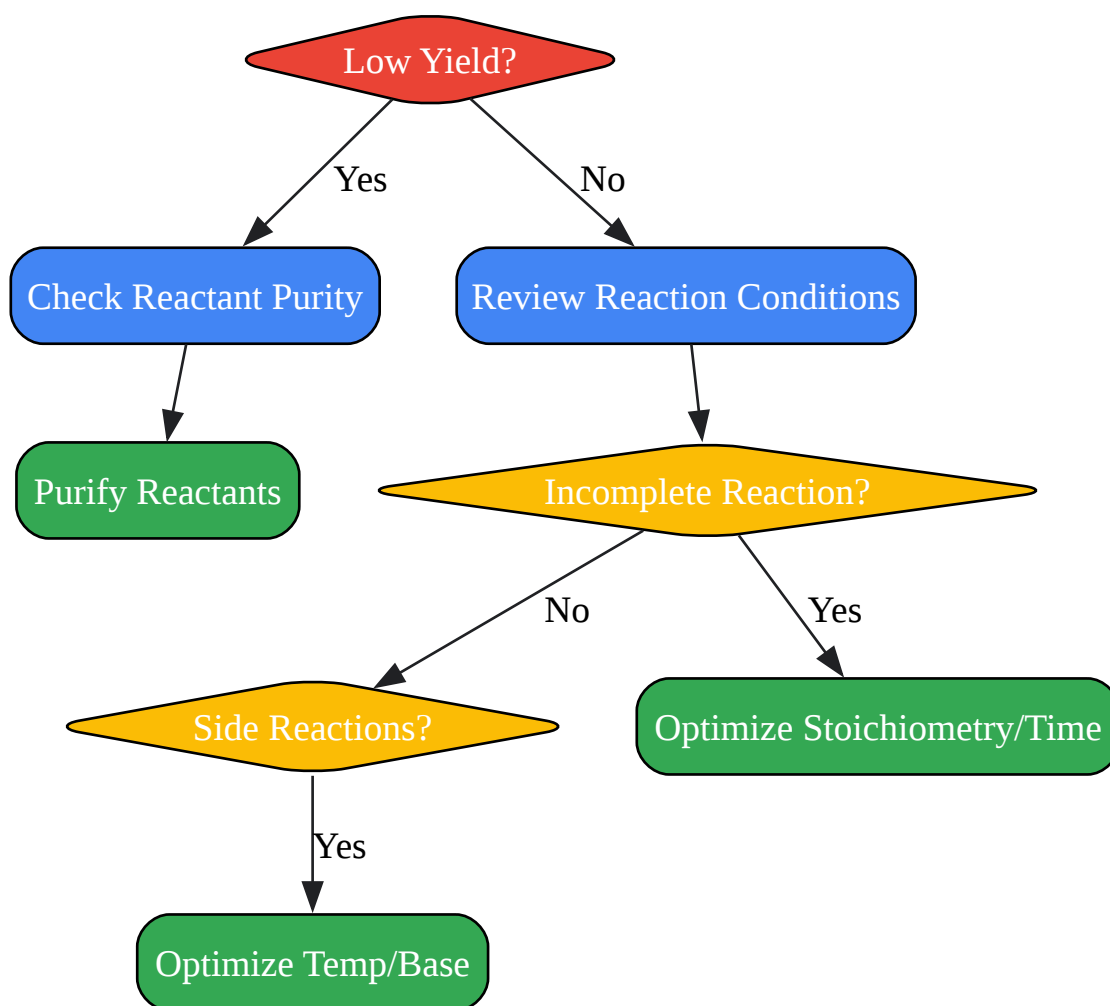 Low Yield?
Yes
No
Check Reactant Purity
Review Reaction Conditions
Purify Reactants
Incomplete Reaction?
No
Yes
Side Reactions?
Optimize Stoichiometry/Time
Yes
Optimize Temp/Base